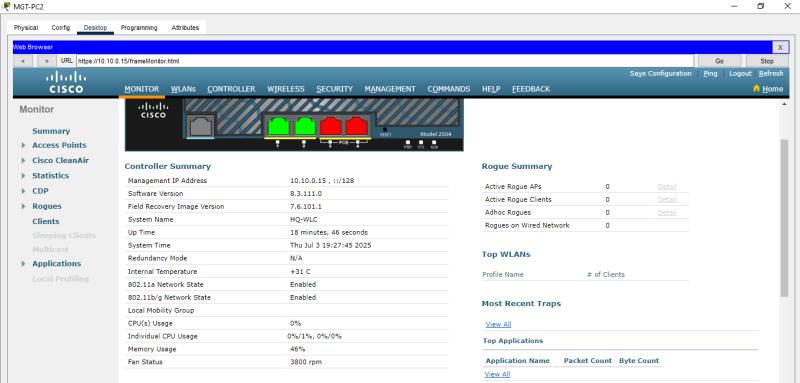 MGT-PC2
Physical Config Desktop Programming Attributes
Web Browser X
< > URL https://10.10.0.15/frameMonitor.html Go Stop
Save Configuration Ping Logout Refresh
CISCO
MONITOR WLANs CONTROLLER WIRELESS SECURITY MANAGEMENT COMMANDS HELP FEEDBACK Home
Monitor
Summary
Access Points
Cisco CleanAir
Statistics
CDP
Rogues
Clients
Sleeping Clients
Multicast
Applications
Local Profiling
CISCO
RESET Model 2504
1 2 3 POE 4 PWR SYS ALM
Controller Summary
Management IP Address 10.10.0.15 , ::/128
Software Version 8.3.111.0
Field Recovery Image Version 7.6.101.1
System Name HQ-WLC
Up Time 18 minutes, 46 seconds
System Time Thu Jul 3 19:27:45 2025
Redundancy Mode N/A
Internal Temperature +31 C
802.11a Network State Enabled
802.11b/g Network State Enabled
Local Mobility Group
CPU(s) Usage 0%
Individual CPU Usage 0%/1%, 0%/0%
Memory Usage 46%
Fan Status 3800 rpm
Rogue Summary
Active Rogue APs 0 Detail
Active Rogue Clients 0 Detail
Adhoc Rogues 0 Detail
Rogues on Wired Network 0
Top WLANs
Profile Name # of Clients
Most Recent Traps
View All
Top Applications
Application Name Packet Count Byte Count
View All